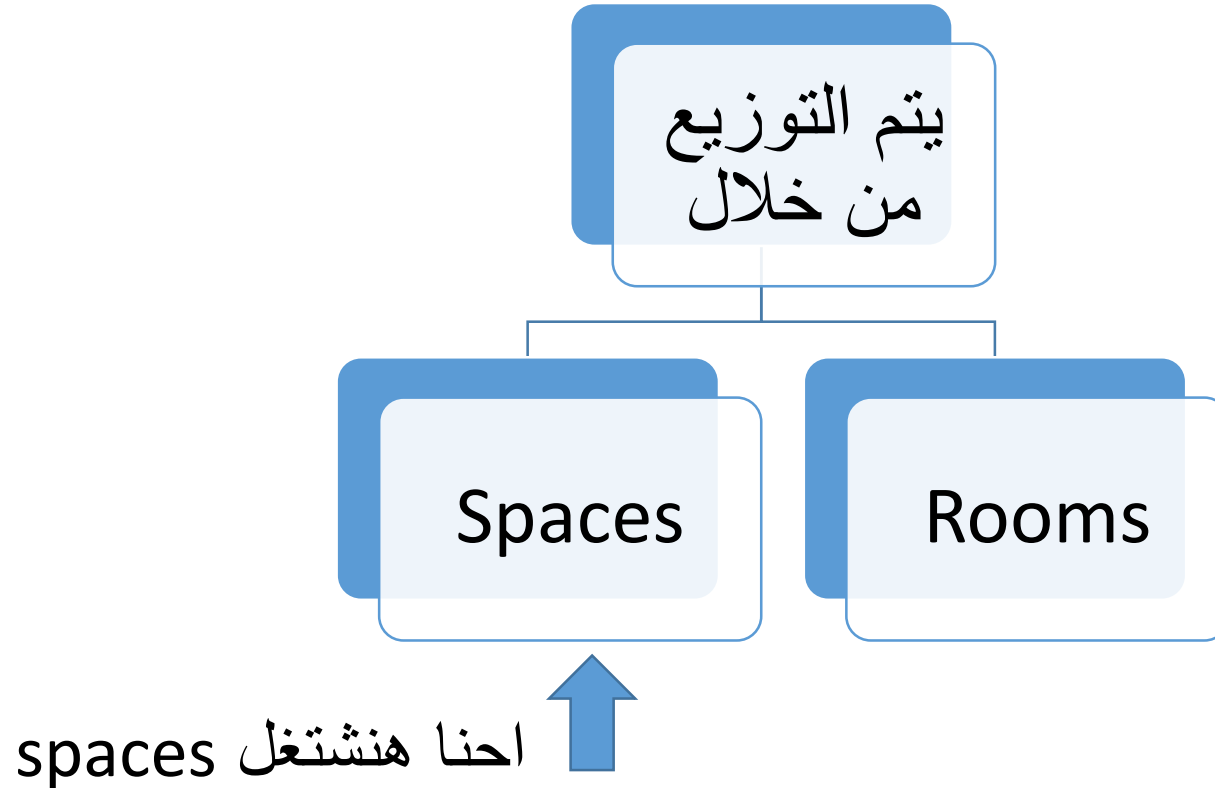 يتم التوزيع
من خلال
Spaces
Rooms
احنا هنشتغل spaces